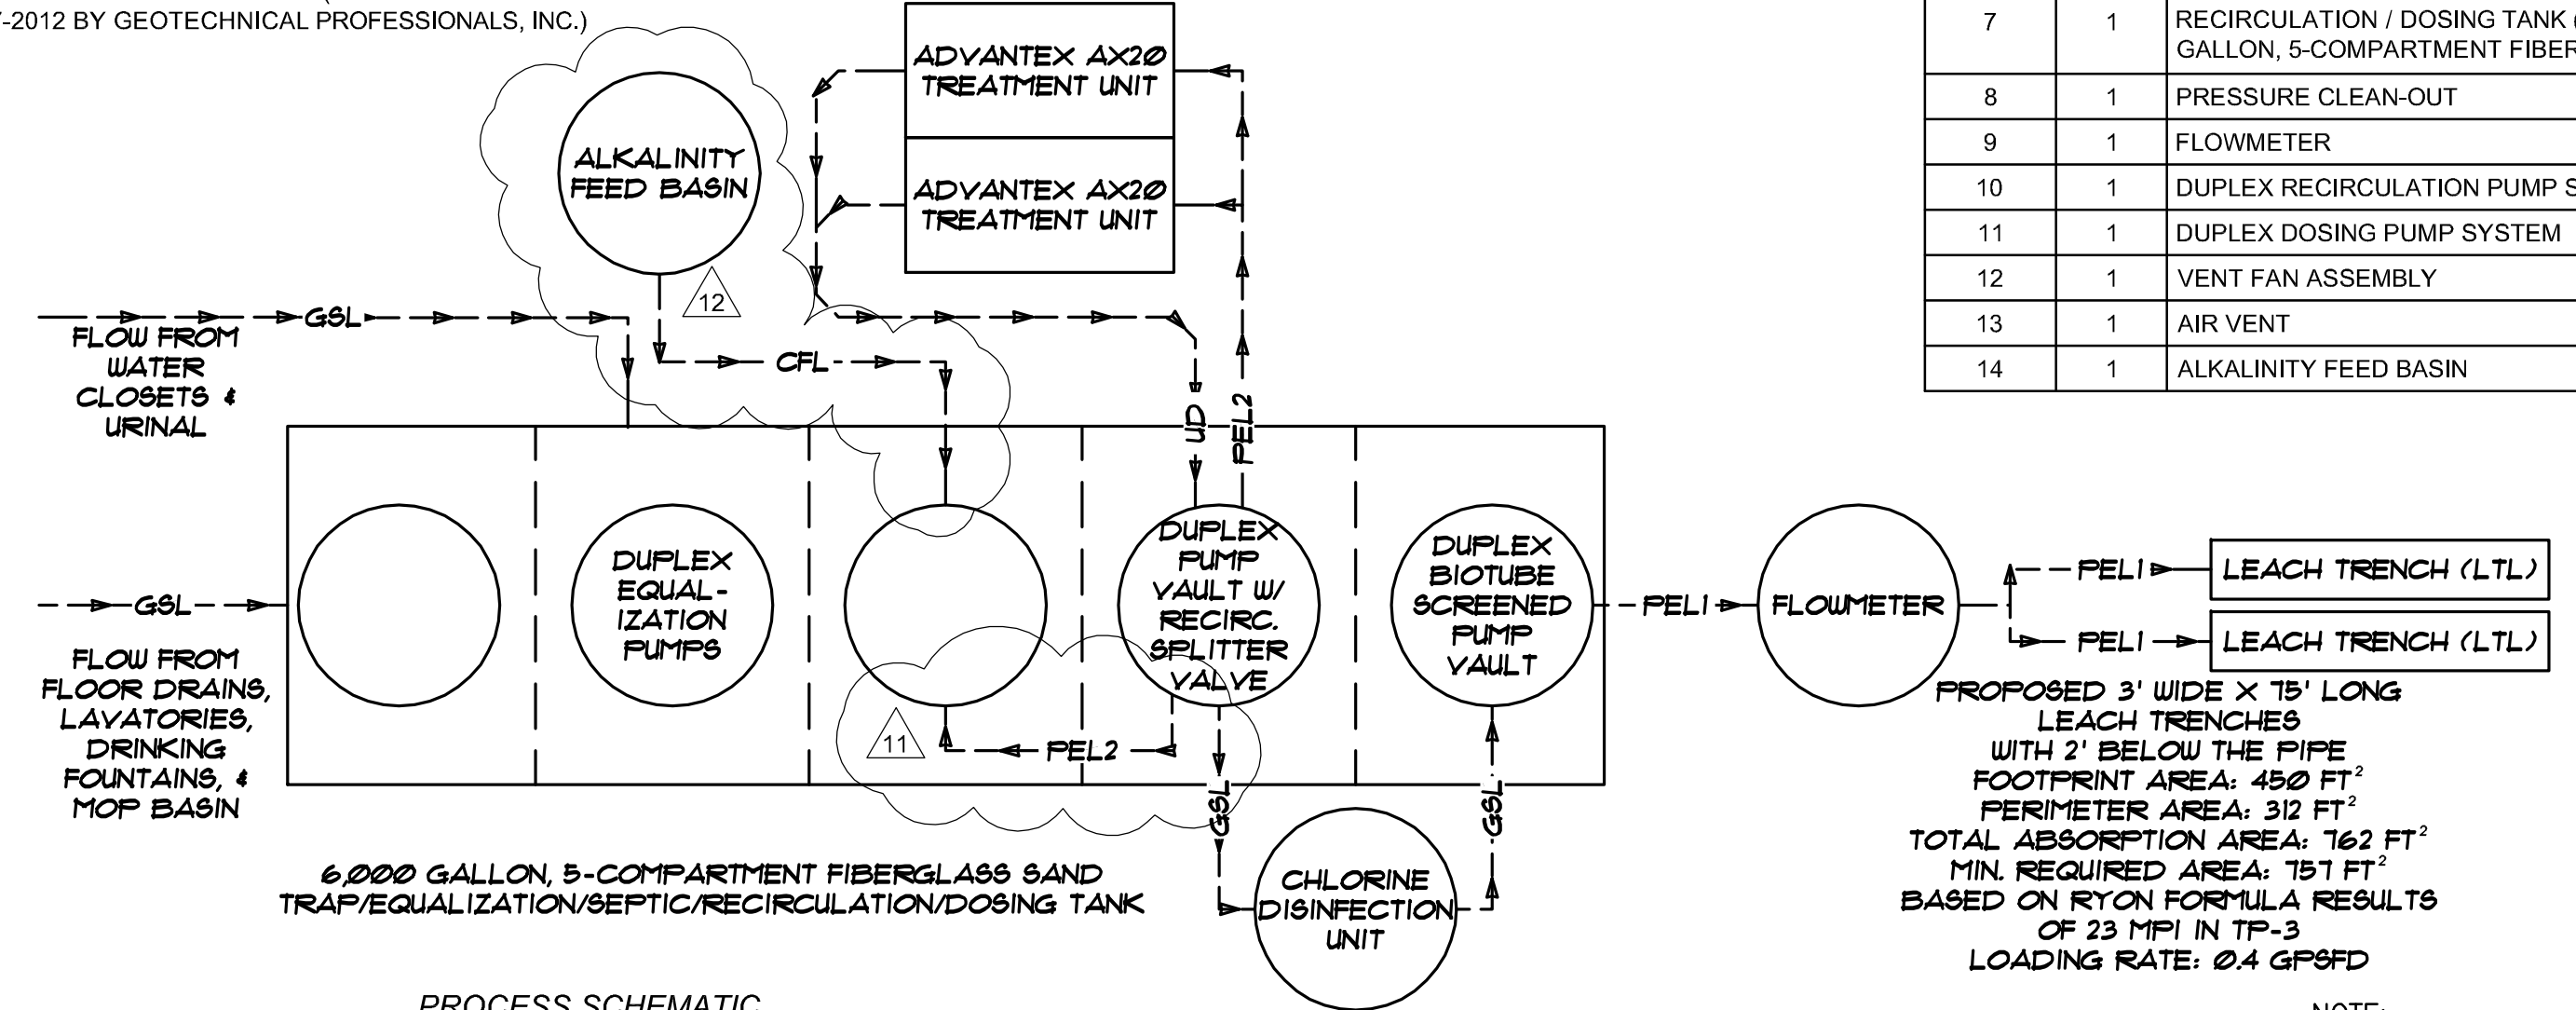 7-2012 BY GEOTECHNICAL PROFESSIONALS, INC.)
7 1 RECIRCULATION / DOSING TANK
GALLON, 5-COMPARTMENT FIBER
8 1 PRESSURE CLEAN-OUT
9 1 FLOWMETER
10 1 DUPLEX RECIRCULATION PUMP S
11 1 DUPLEX DOSING PUMP SYSTEM
12 1 VENT FAN ASSEMBLY
13 1 AIR VENT
14 1 ALKALINITY FEED BASIN
ADVANTEX AX20
TREATMENT UNIT
ADVANTEX AX20
TREATMENT UNIT
ALKALINITY
FEED BASIN
12
GSL
FLOW FROM
WATER
CLOSETS &
URINAL
CFL
UD
PEL2
GSL
FLOW FROM
FLOOR DRAINS,
LAVATORIES,
DRINKING
FOUNTAINS, &
MOP BASIN
DUPLEX
EQUAL-
IZATION
PUMPS
DUPLEX
PUMP
VAULT W/
RECIRC.
SPLITTER
VALVE
DUPLEX
BIOTUBE
SCREENED
PUMP
VAULT
PEL1
FLOWMETER
PEL1
LEACH TRENCH (LTL)
PEL1
LEACH TRENCH (LTL)
11
PEL2
GSL
GSL
CHLORINE
DISINFECTION
UNIT
6,000 GALLON, 5-COMPARTMENT FIBERGLASS SAND
TRAP/EQUALIZATION/SEPTIC/RECIRCULATION/DOSING TANK
PROPOSED 3' WIDE X 75' LONG
LEACH TRENCHES
WITH 2' BELOW THE PIPE
FOOTPRINT AREA: 450 FT²
PERIMETER AREA: 312 FT²
TOTAL ABSORPTION AREA: 762 FT²
MIN. REQUIRED AREA: 757 FT²
BASED ON RYON FORMULA RESULTS
OF 23 MPI IN TP-3
LOADING RATE: 0.4 GPSFD
PROCESS SCHEMATIC
NOTE: